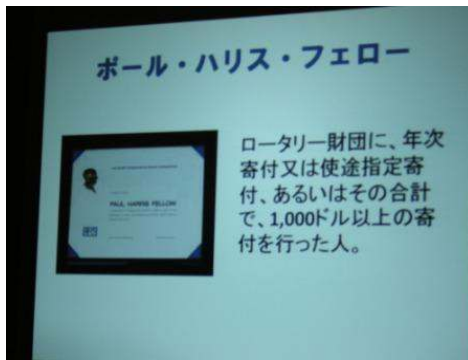 ポール・ハリス・フェロー
ロータリー財団に、年次
寄付又は使途指定寄
付、あるいはその合計
で、1,000ドル以上の寄
付を行った人。
PAUL HARRIS FELLOW